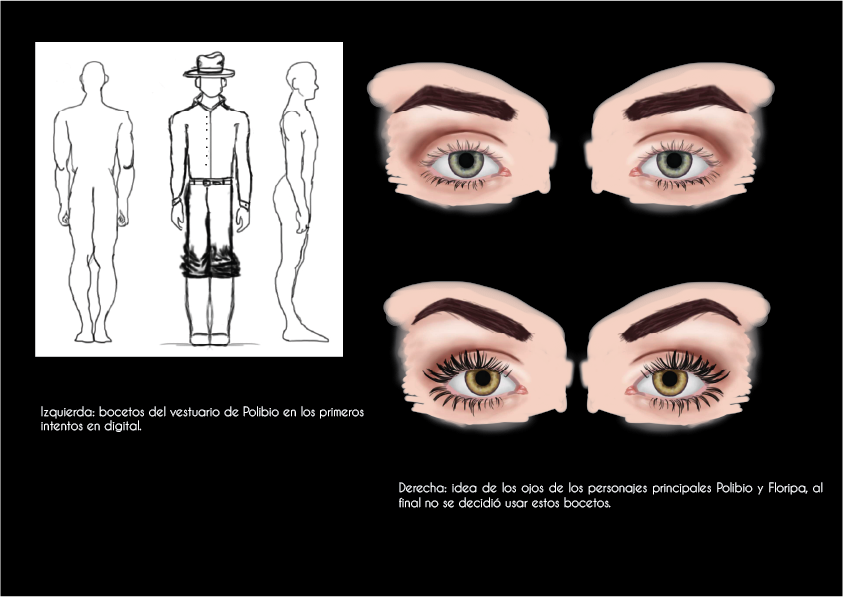 Izquierda: bocetos del vestuario de Polibio en los primeros
intentos en digital.
Derecha: idea de los ojos de los personajes principales Polibio y Floripa, al
final no se decidió usar estos bocetos.